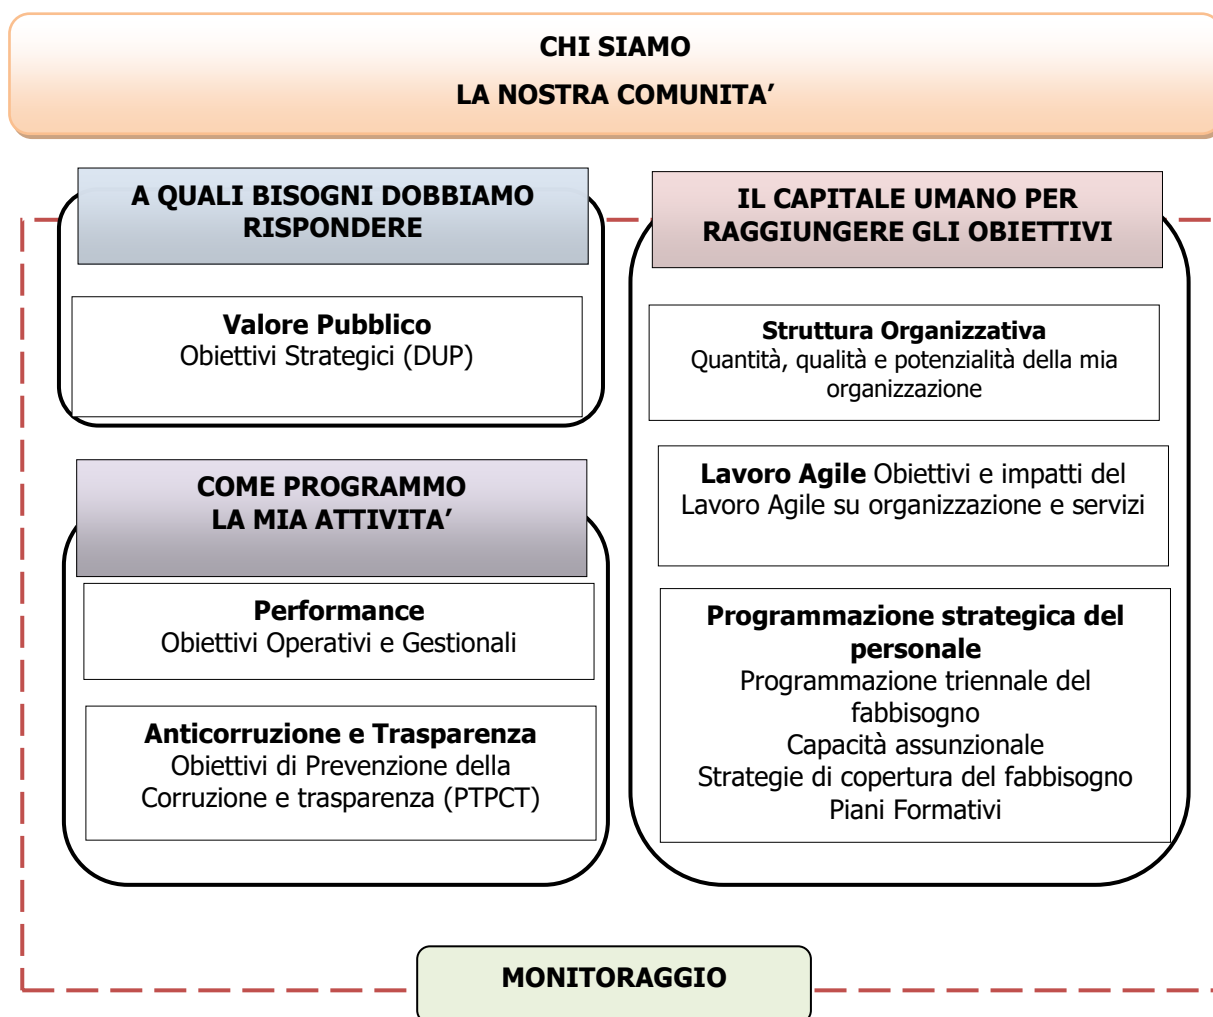 CHI SIAMO
LA NOSTRA COMUNITA’
A QUALI BISOGNI DOBBIAMO
RISPONDERE
Valore Pubblico
Obiettivi Strategici (DUP)
COME PROGRAMMO
LA MIA ATTIVITA’
Performance
Obiettivi Operativi e Gestionali
Anticorruzione e Trasparenza
Obiettivi di Prevenzione della
Corruzione e trasparenza (PTPCT)
IL CAPITALE UMANO PER
RAGGIUNGERE GLI OBIETTIVI
Struttura Organizzativa
Quantità, qualità e potenzialità della mia
organizzazione
Lavoro Agile Obiettivi e impatti del
Lavoro Agile su organizzazione e servizi
Programmazione strategica del
personale
Programmazione triennale del
fabbisogno
Capacità assunzionale
Strategie di copertura del fabbisogno
Piani Formativi
MONITORAGGIO